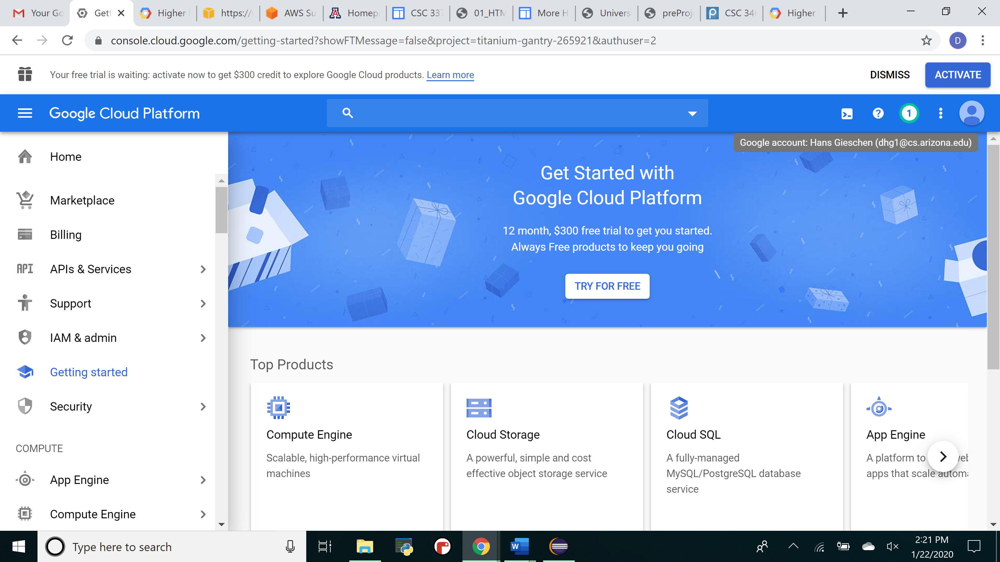 Your Go
Gett
Higher
https://
AWS Su
Homep
CSC 337
01_HTM
More H
Univers
preProj
CSC 346
Higher
console.cloud.google.com/getting-started?showFTMessage=false&project=titanium-gantry-265921&authuser=2
D
Your free trial is waiting: activate now to get $300 credit to explore Google Cloud products. Learn more
DISMISS
ACTIVATE
Google Cloud Platform
1
Google account: Hans Gieschen (dhg1@cs.arizona.edu)
Home
Marketplace
Billing
API
APIs & Services
Support
IAM & admin
Getting started
Security
COMPUTE
App Engine
Compute Engine
Get Started with
Google Cloud Platform
12 month, $300 free trial to get you started.
Always Free products to keep you going
TRY FOR FREE
Top Products
Compute Engine
Scalable, high-performance virtual
machines
Cloud Storage
A powerful, simple and cost
effective object storage service
Cloud SQL
A fully-managed
MySQL/PostgreSQL database
service
App Engine
A platform to
apps that scale automa
Type here to search
2:21 PM
1/22/2020